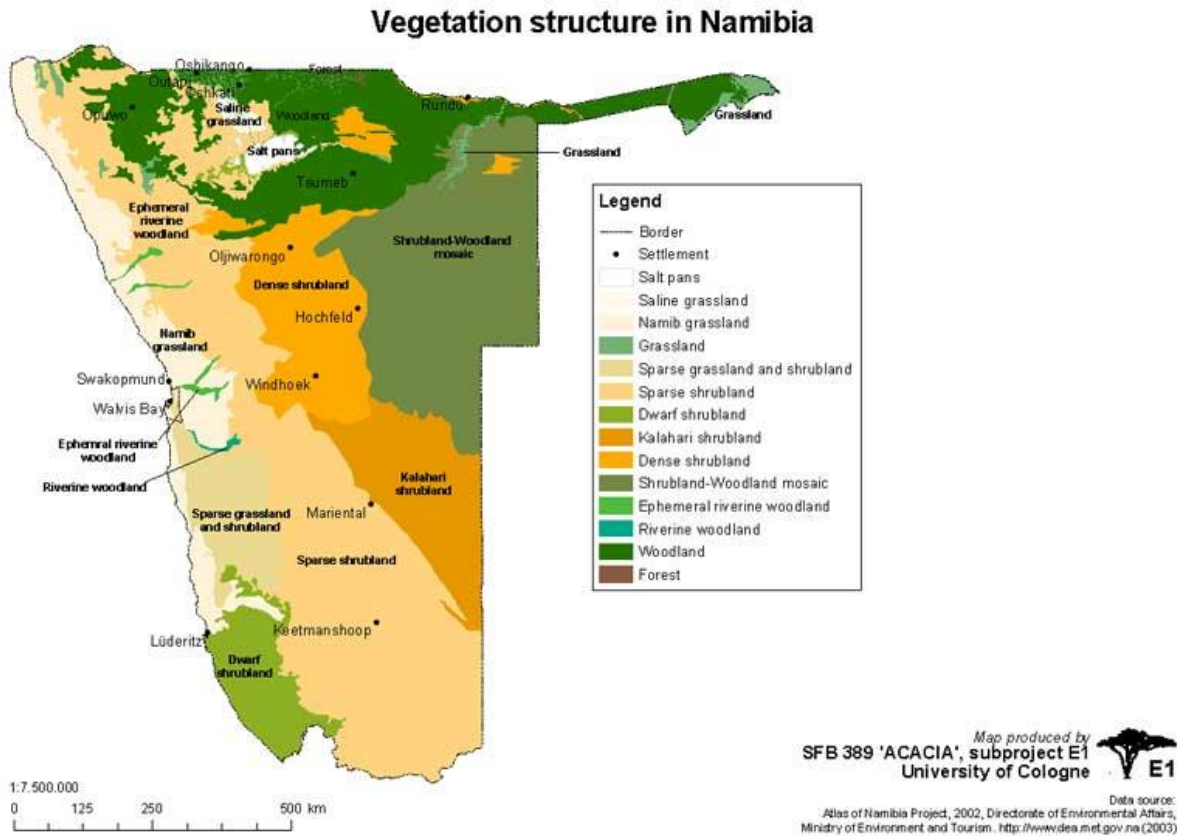 Vegetation structure in Namibia
Oshikango
Forest
Outapi
Oshkati
Opuwo
Saline
grassland
Woodland
Rundu
Grassland
Salt pans
Grassland
Tsumeb
Ephemeral
riverine
woodland
Shrubland-Woodland
mosaic
Oljiwarongo
Dense shrubland
Hochfeld
Namib
grassland
Swakopmund
Windhoek
Walvis Bay
Ephemral riverine
woodland
Riverine woodland
Kalahari
shrubland
Sparse grassland
and shrubland
Mariental
Sparse shrubland
Keetmanshoop
Lüderitz
Dwarf
shrubland
Legend
Border
Settlement
Salt pans
Saline grassland
Namib grassland
Grassland
Sparse grassland and shrubland
Sparse shrubland
Dwarf shrubland
Kalahari shrubland
Dense shrubland
Shrubland-Woodland mosaic
Ephemeral riverine woodland
Riverine woodland
Woodland
Forest
1:7.500.000
0 125 250 500 km
Map produced by
SFB 389 'ACACIA', subproject E1
University of Cologne
E1
Data source:
Atlas of Namibia Project, 2002, Directorate of Environmental Affairs,
Ministry of Environment and Tourism. http://www.dea.met.gov.na (2003)